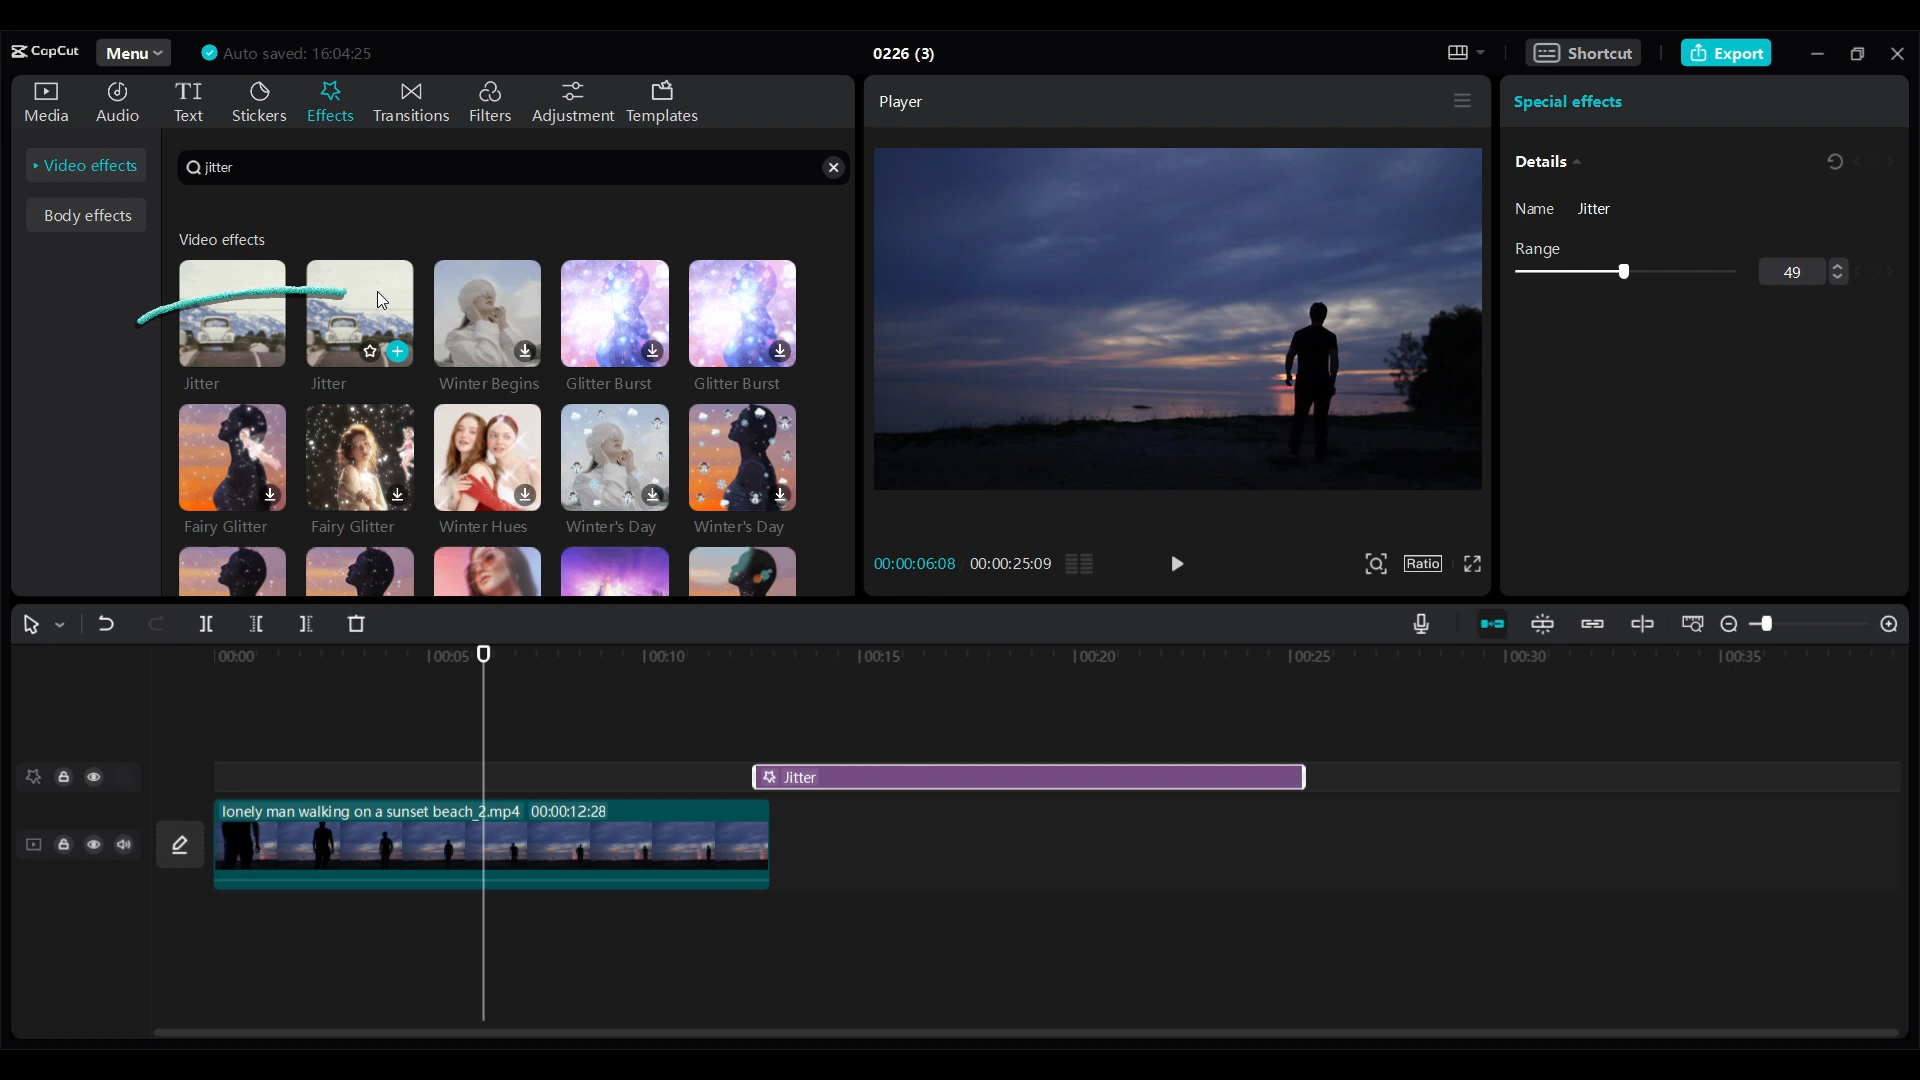 CapCut
Menu
Auto saved: 16:04:25
0226 (3)
Shortcut
Export
Media
Audio
TI
Text
Stickers
Effects
Transitions
Filters
Adjustment
Templates
Player
Special effects
Video effects
Body effects
jitter
Video effects
Jitter
Jitter
Winter Begins
Glitter Burst
Glitter Burst
Fairy Glitter
Fairy Glitter
Winter Hues
Winter's Day
Winter's Day
Details
Name Jitter
Range
49
00:00:06:08 / 00:00:25:09
Ratio
00:00 00:05 00:10 00:15 00:20 00:25 00:30 00:35
Jitter
lonely man walking on a sunset beach_2.mp4 00:00:12:28